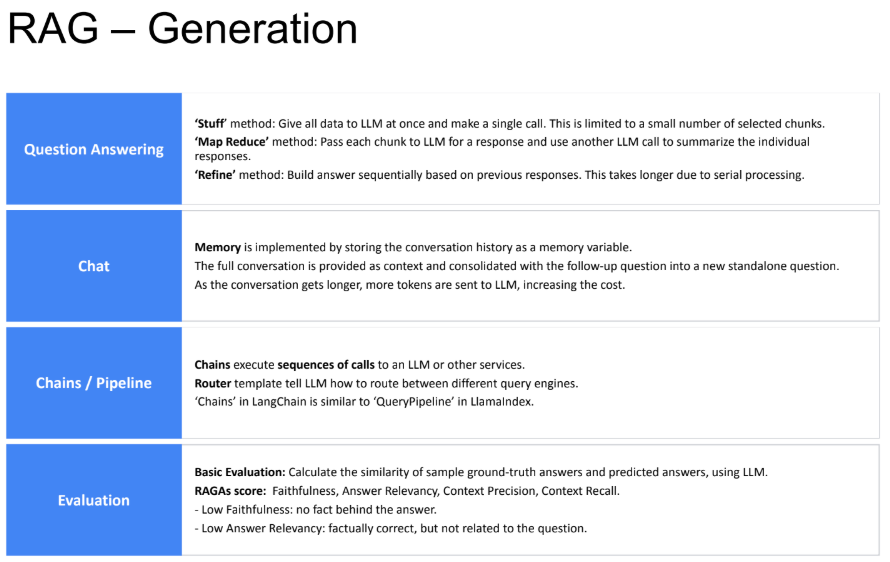 RAG – Generation
Question Answering
‘Stuff’ method: Give all data to LLM at once and make a single call. This is limited to a small number of selected chunks.
‘Map Reduce’ method: Pass each chunk to LLM for a response and use another LLM call to summarize the individual
responses.
‘Refine’ method: Build answer sequentially based on previous responses. This takes longer due to serial processing.
Chat
Memory is implemented by storing the conversation history as a memory variable.
The full conversation is provided as context and consolidated with the follow-up question into a new standalone question.
As the conversation gets longer, more tokens are sent to LLM, increasing the cost.
Chains / Pipeline
Chains execute sequences of calls to an LLM or other services.
Router template tell LLM how to route between different query engines.
‘Chains’ in LangChain is similar to ‘QueryPipeline’ in LlamaIndex.
Evaluation
Basic Evaluation: Calculate the similarity of sample ground-truth answers and predicted answers, using LLM.
RAGAs score: Faithfulness, Answer Relevancy, Context Precision, Context Recall.
- Low Faithfulness: no fact behind the answer.
- Low Answer Relevancy: factually correct, but not related to the question.